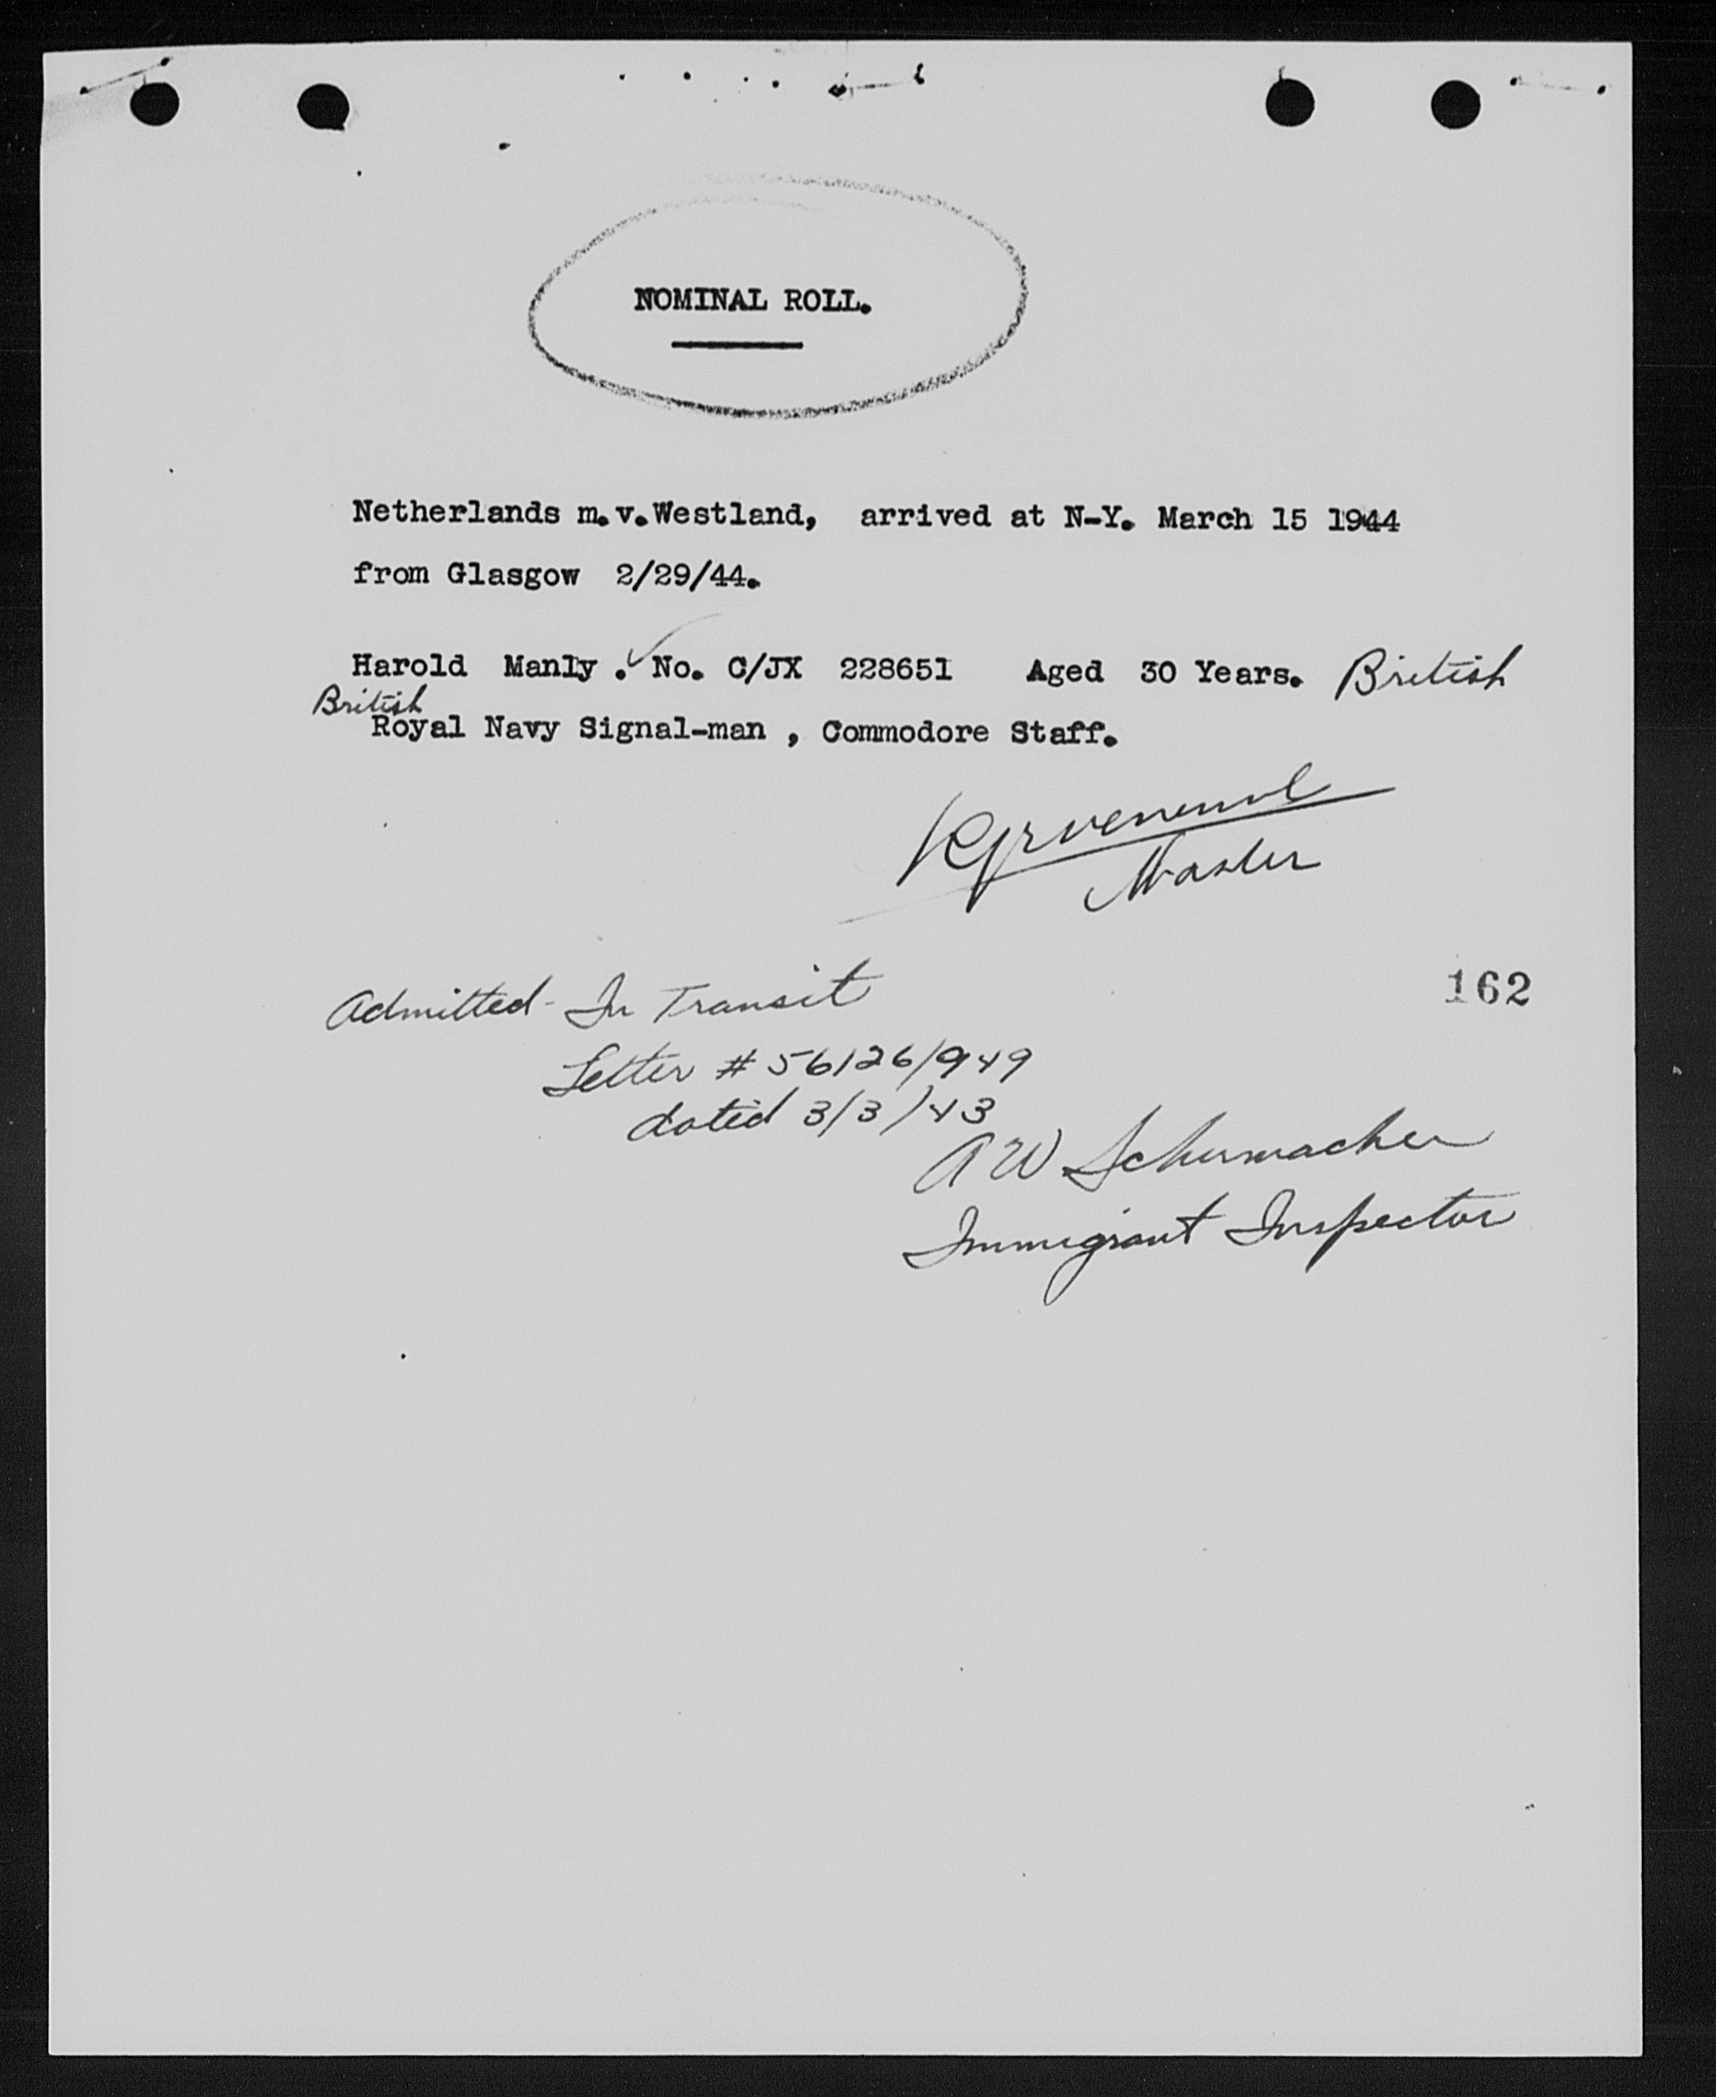 NOMINAL ROLL.
Netherlands m.v.Westland, arrived at N-Y. March 15 1944
from Glasgow 2/29/44.
Harold Manly . No. C/JX 228651 Aged 30 Years. British
British
Royal Navy Signal-man , Commodore Staff.
Master
162
Admitted - In Transit
Letter # 56126/949
dated 3/3/43
A W Schumacher
Immigrant Inspector